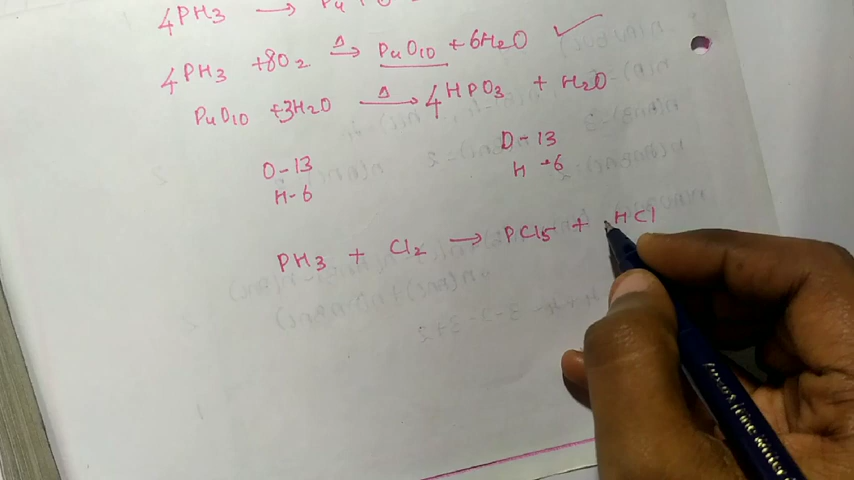 4PH3 →
4PH3 +8O2 Δ→ P4O10 + 6H2O ✓
P4O10 +3H2O Δ→ 4HPO3 + H2O
O-13 O-13
H-6 H-6
PH3 + Cl2 → PCl5 + HCl